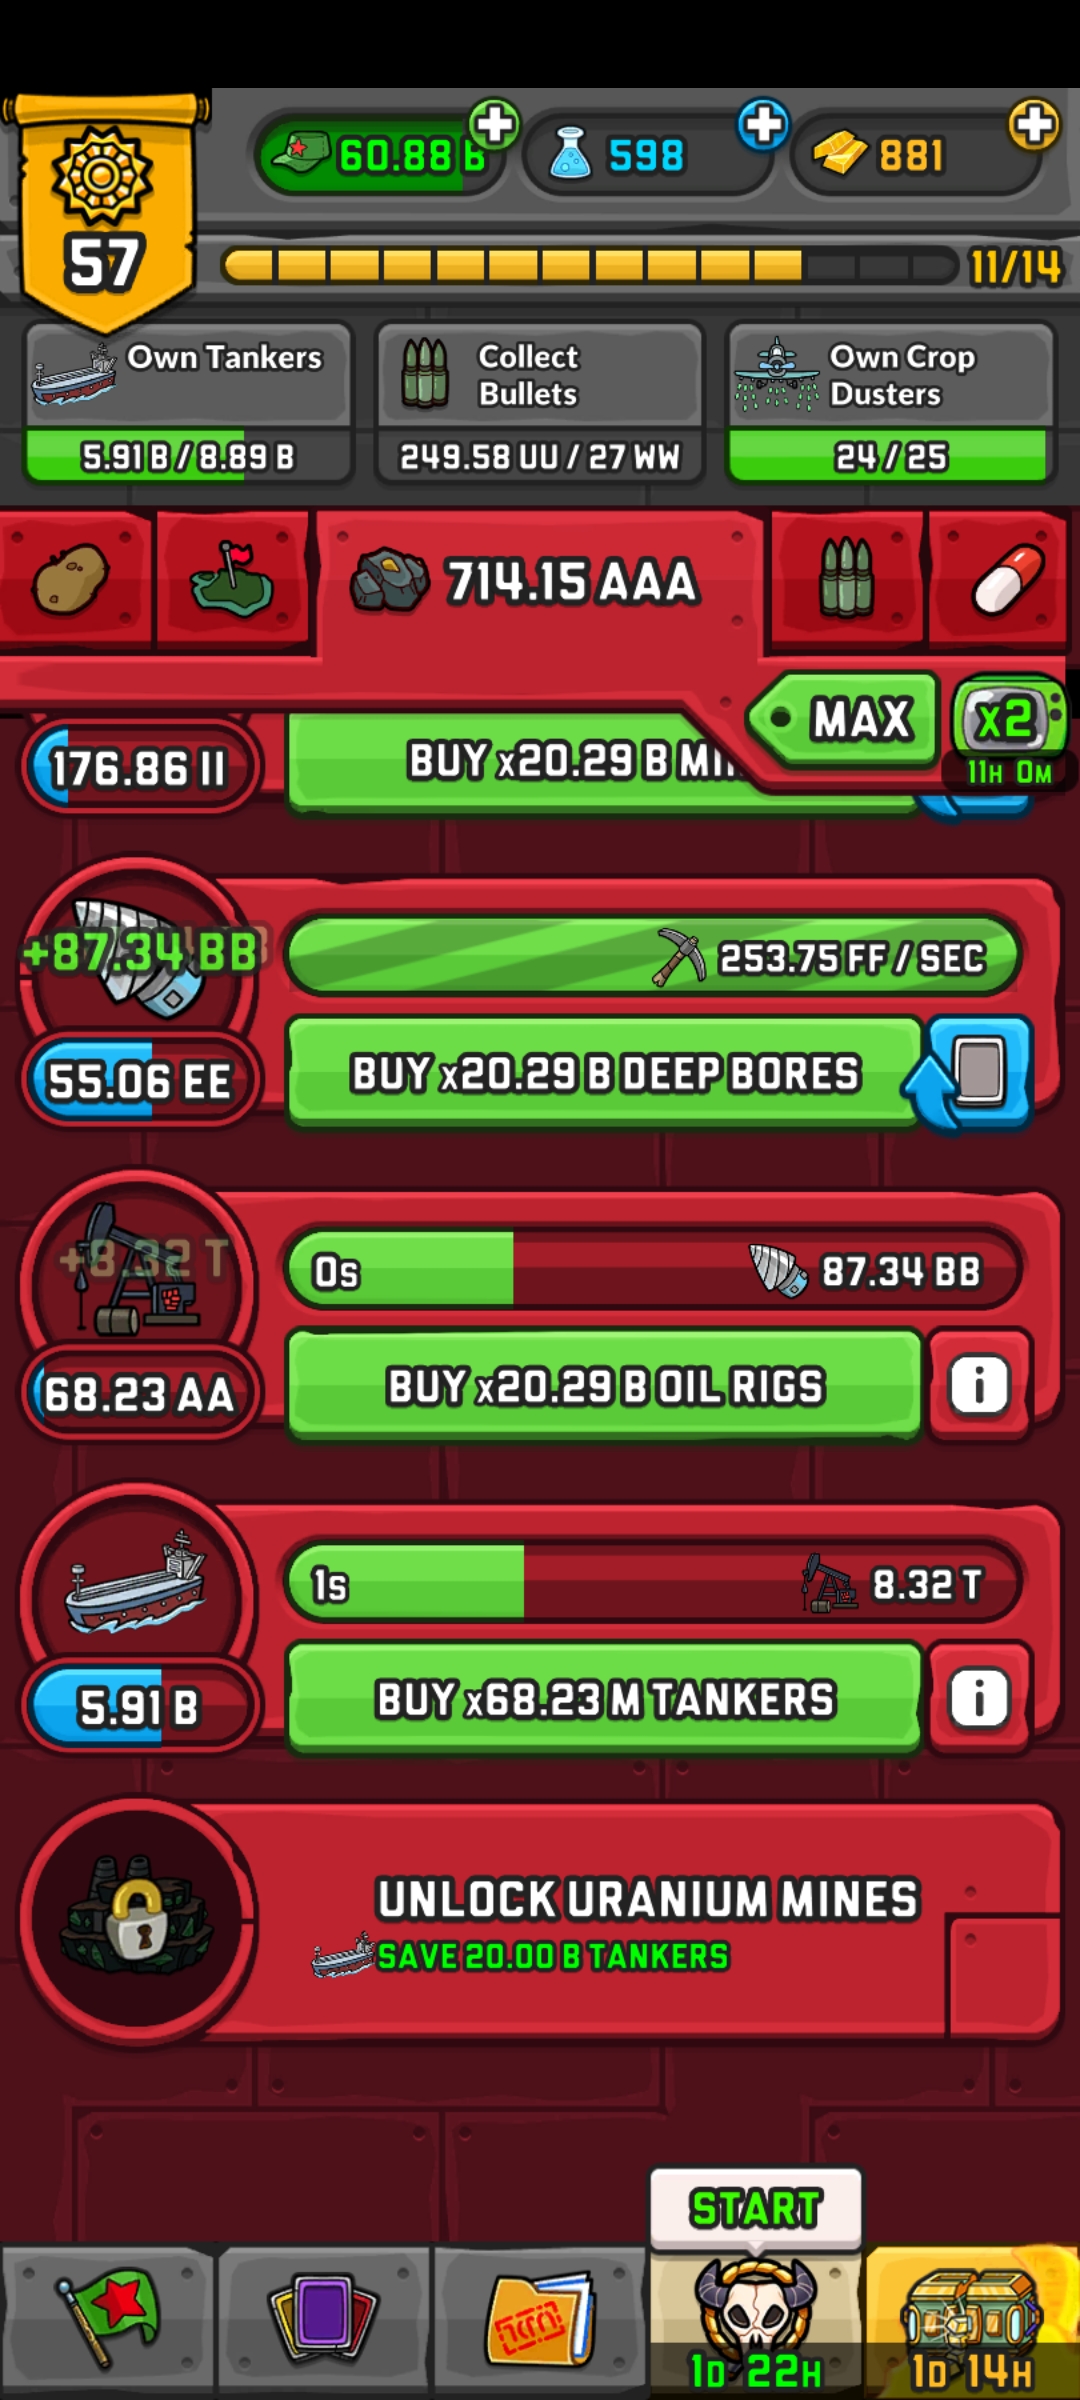 60.88 B
598
881
57
11/14
Own Tankers
5.91 B / 8.89 B
Collect
Bullets
249.58 UU / 27 WW
Own Crop
Dusters
24 / 25
714.15 AAA
MAX
x2
11H 0M
176.86 II
BUY x20.29 B
+87.34 BB
253.75 FF / SEC
55.06 EE
BUY x20.29 B DEEP BORES
+8.32 T
0s
87.34 BB
68.23 AA
BUY x20.29 B OIL RIGS
1s
8.32 T
5.91 B
BUY x68.23 M TANKERS
UNLOCK URANIUM MINES
SAVE 20.00 B TANKERS
START
1D 22H
1D 14H